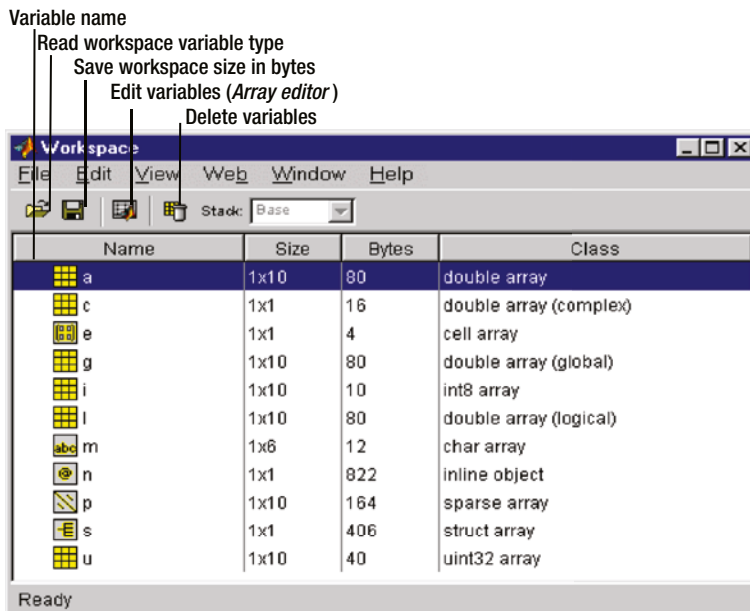 Variable name
Read workspace variable type
Save workspace size in bytes
Edit variables (Array editor )
Delete variables
Workspace
File Edit View Web Window Help
Stack: Base
Name Size Bytes Class
a 1x10 80 double array
c 1x1 16 double array (complex)
e 1x1 4 cell array
g 1x10 80 double array (global)
i 1x10 10 int8 array
l 1x10 80 double array (logical)
abc m 1x6 12 char array
@ n 1x1 822 inline object
p 1x10 164 sparse array
s 1x1 406 struct array
u 1x10 40 uint32 array
Ready